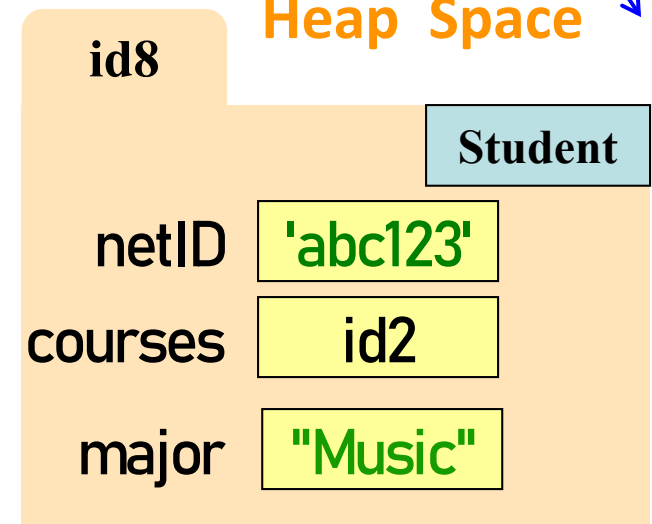 Heap Space
id8
Student
netID 'abc123'
courses id2
major "Music"